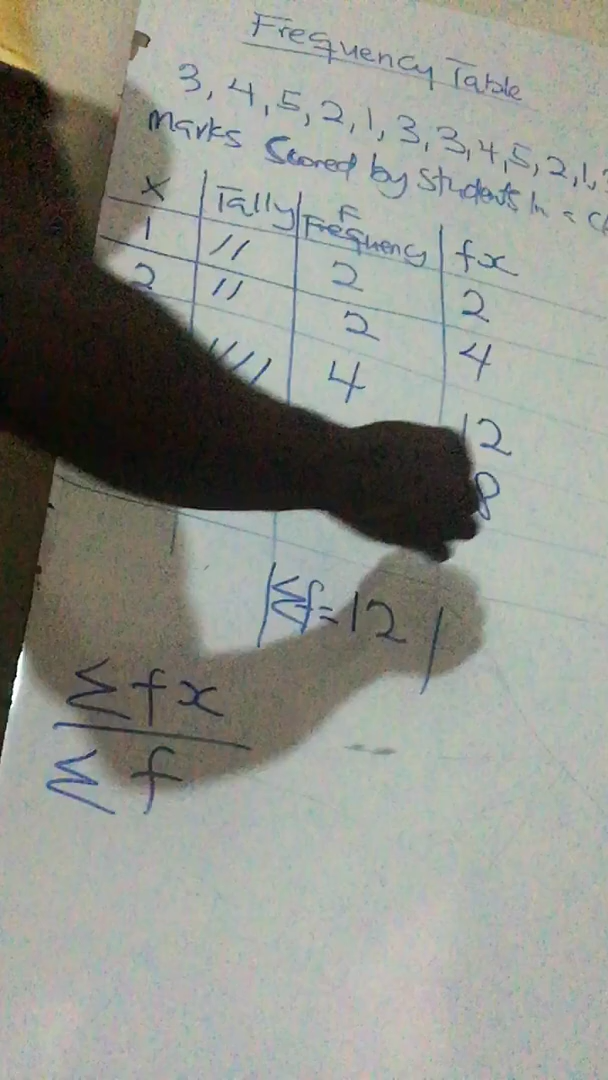 Frequency Table
3, 4, 5, 2, 1, 3, 3, 4, 5, 2, 1,
Marks Scored by Students in a
X Tally F Frequency fx
1 // 2 2
2 // 2 4
//// 4 12
8
Σf=12
Σfx
Σf